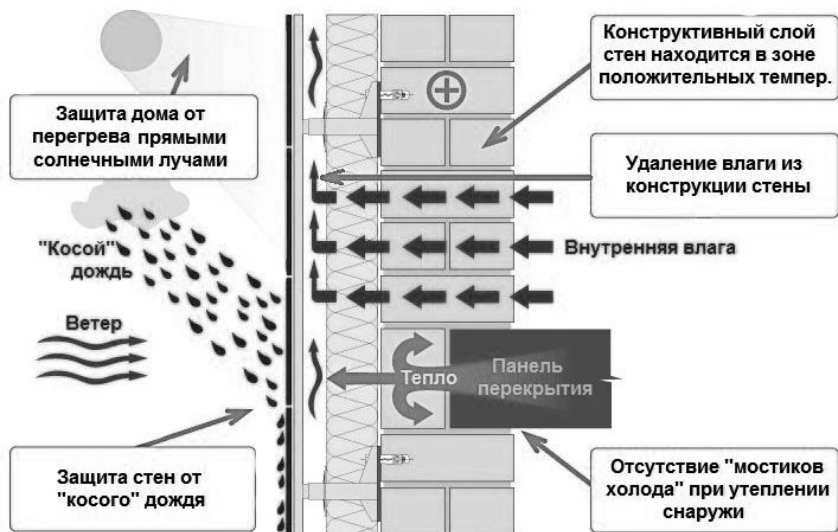 Конструктивный слой
стен находится в зоне
положительных темпер.
Защита дома от
перегрева прямыми
солнечными лучами
Удаление влаги из
конструкции стены
"Косой"
дождь
Внутренняя влага
Ветер
Тепло
Панель
перекрытия
Защита стен от
"косого" дождя
Отсутствие "мостиков
холода" при утеплении
снаружи